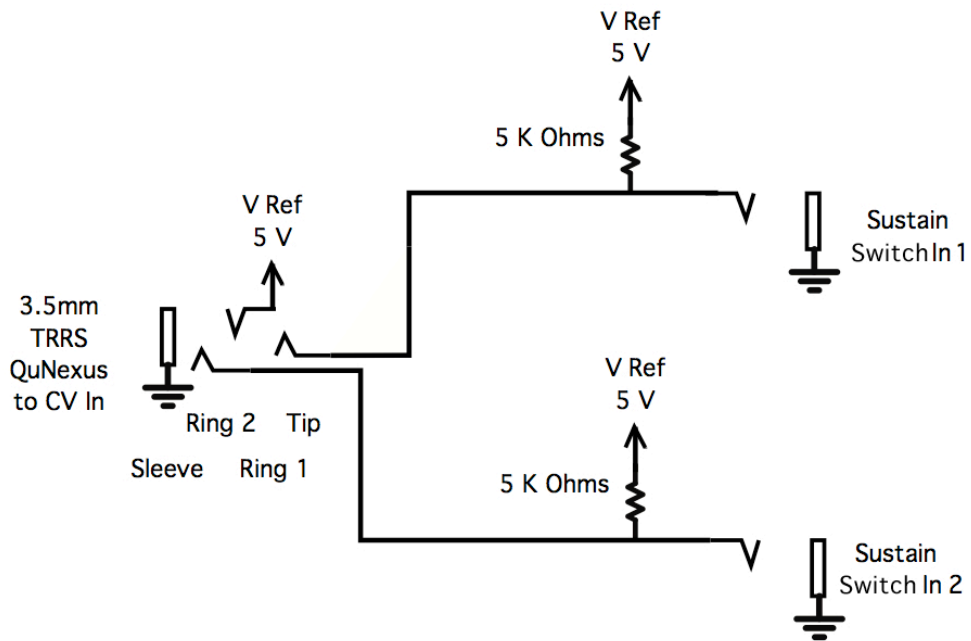 V Ref
5 V
5 K Ohms
Sustain
Switch In 1
V Ref
5 V
3.5mm
TRRS
QuNexus
to CV In
Ring 2 Tip
Sleeve Ring 1
V Ref
5 V
5 K Ohms
Sustain
Switch In 2